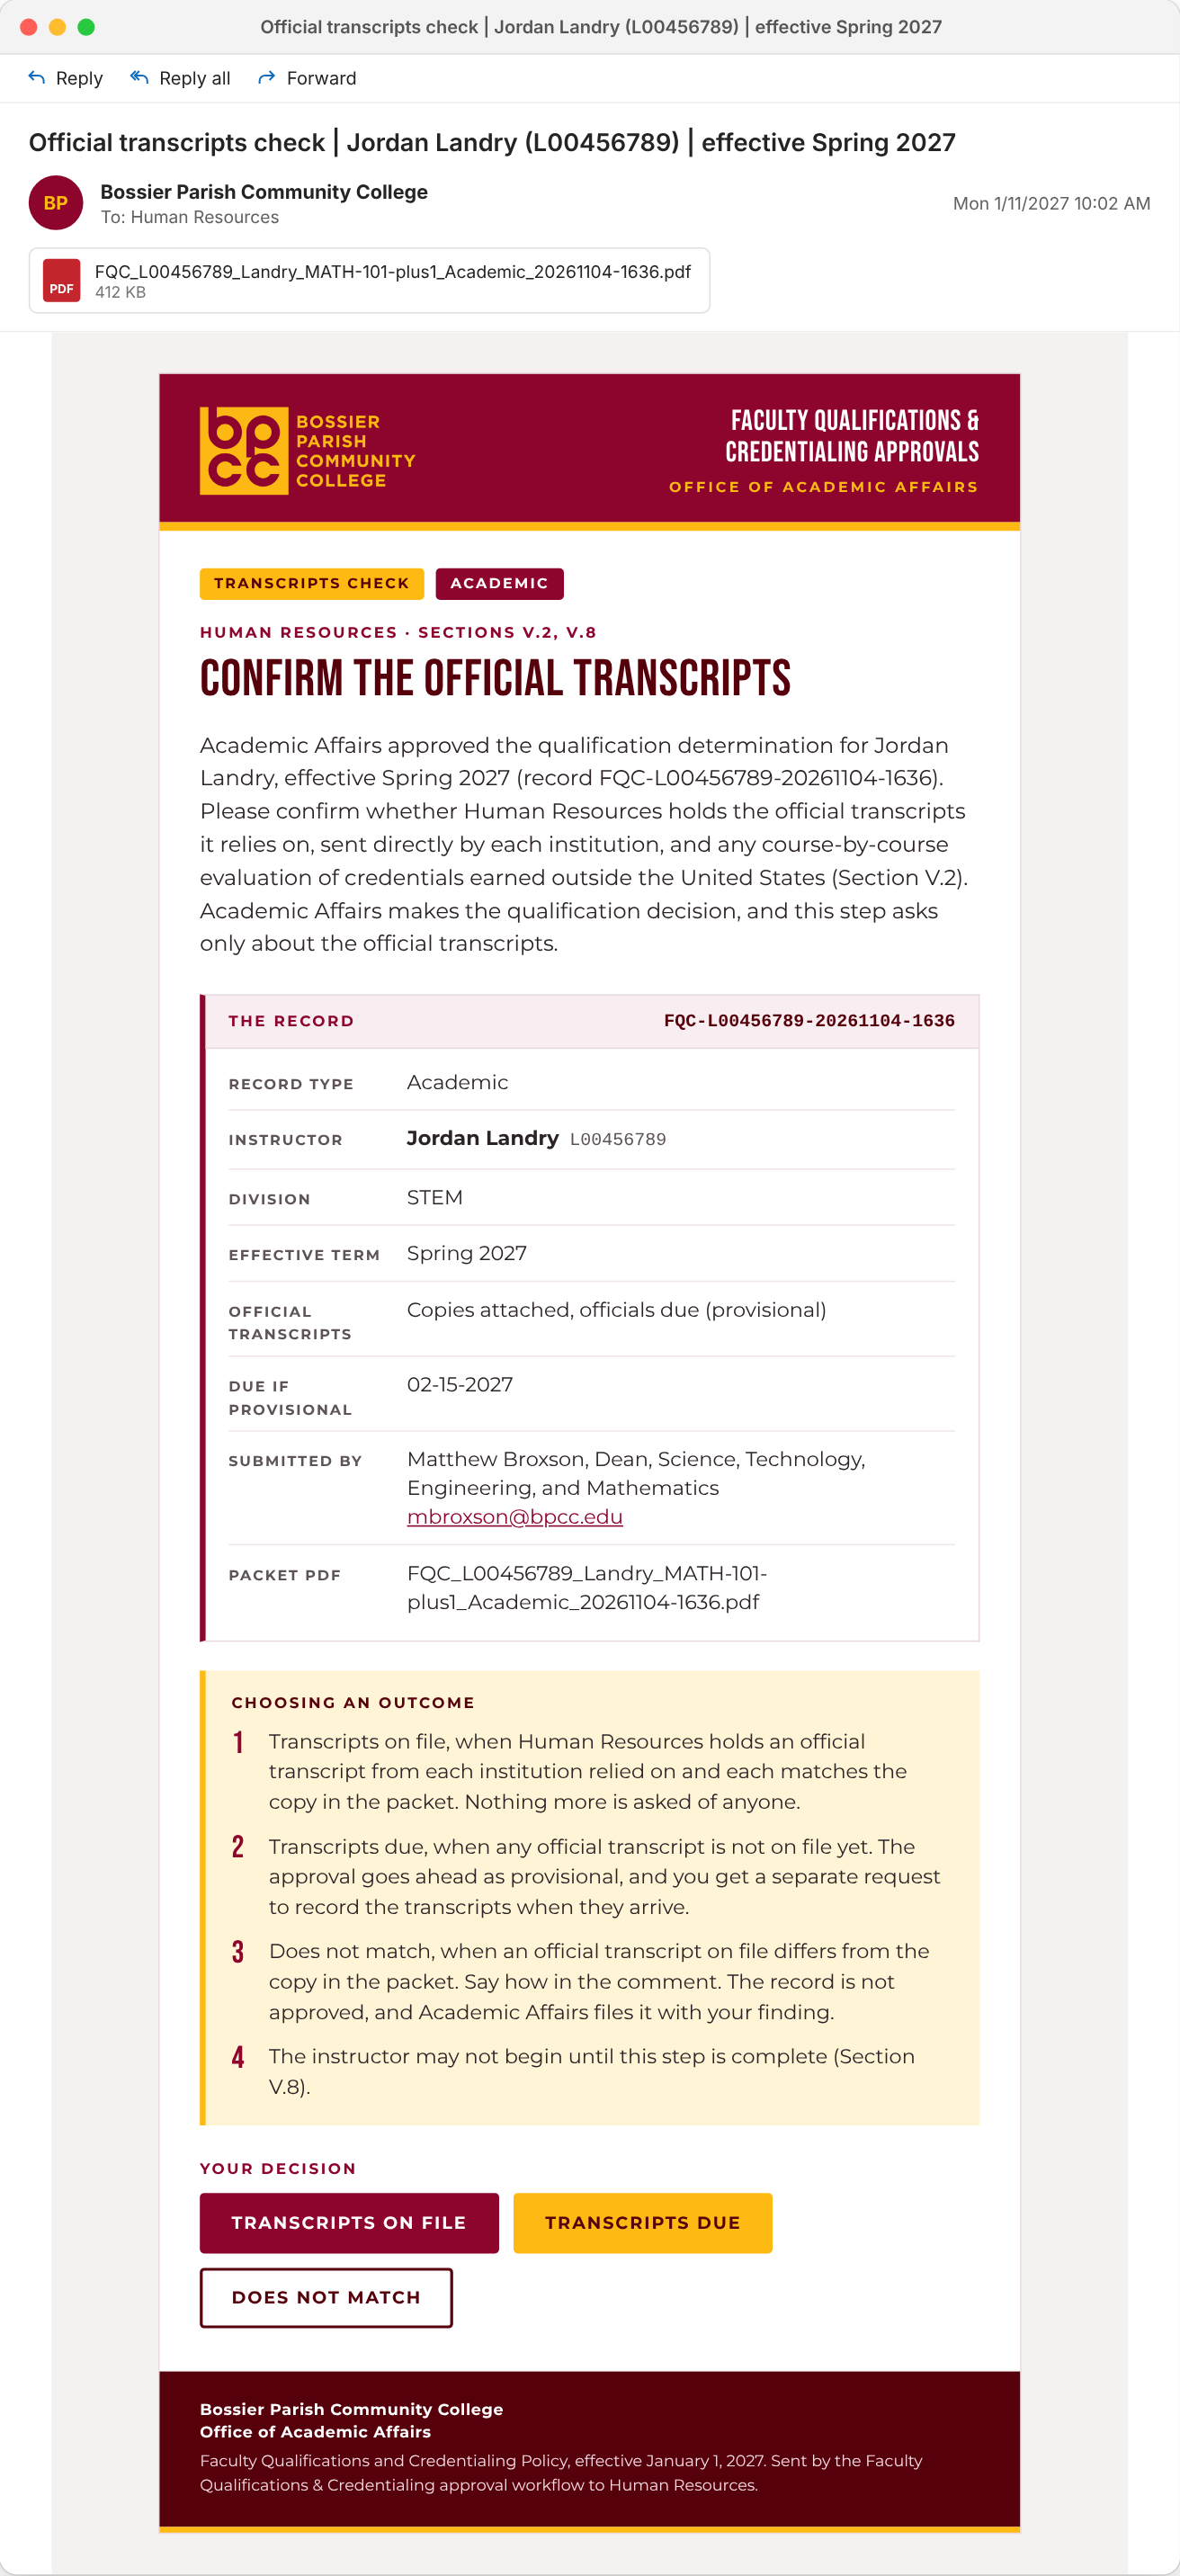 Official transcripts check | Jordan Landry (L00456789) | effective Spring 2027
Reply
Reply all
Forward
Official transcripts check | Jordan Landry (L00456789) | effective Spring 2027
BP
Bossier Parish Community College
To: Human Resources
Mon 1/11/2027 10:02 AM
PDF
FQC_L00456789_Landry_MATH-101-plus1_Academic_20261104-1636.pdf
412 KB
bp
cc
BOSSIER
PARISH
COMMUNITY
COLLEGE
FACULTY QUALIFICATIONS &
CREDENTIALING APPROVALS
OFFICE OF ACADEMIC AFFAIRS
TRANSCRIPTS CHECK
ACADEMIC
HUMAN RESOURCES · SECTIONS V.2, V.8
CONFIRM THE OFFICIAL TRANSCRIPTS
Academic Affairs approved the qualification determination for Jordan
Landry, effective Spring 2027 (record FQC-L00456789-20261104-1636).
Please confirm whether Human Resources holds the official transcripts
it relies on, sent directly by each institution, and any course-by-course
evaluation of credentials earned outside the United States (Section V.2).
Academic Affairs makes the qualification decision, and this step asks
only about the official transcripts.
THE RECORD
FQC-L00456789-20261104-1636
RECORD TYPE
Academic
INSTRUCTOR
Jordan Landry L00456789
DIVISION
STEM
EFFECTIVE TERM
Spring 2027
OFFICIAL
TRANSCRIPTS
Copies attached, officials due (provisional)
DUE IF
PROVISIONAL
02-15-2027
SUBMITTED BY
Matthew Broxson, Dean, Science, Technology,
Engineering, and Mathematics
mbroxson@bpcc.edu
PACKET PDF
FQC_L00456789_Landry_MATH-101-
plus1_Academic_20261104-1636.pdf
CHOOSING AN OUTCOME
1 Transcripts on file, when Human Resources holds an official
transcript from each institution relied on and each matches the
copy in the packet. Nothing more is asked of anyone.
2 Transcripts due, when any official transcript is not on file yet. The
approval goes ahead as provisional, and you get a separate request
to record the transcripts when they arrive.
3 Does not match, when an official transcript on file differs from the
copy in the packet. Say how in the comment. The record is not
approved, and Academic Affairs files it with your finding.
4 The instructor may not begin until this step is complete (Section
V.8).
YOUR DECISION
TRANSCRIPTS ON FILE
TRANSCRIPTS DUE
DOES NOT MATCH
Bossier Parish Community College
Office of Academic Affairs
Faculty Qualifications and Credentialing Policy, effective January 1, 2027. Sent by the Faculty
Qualifications & Credentialing approval workflow to Human Resources.